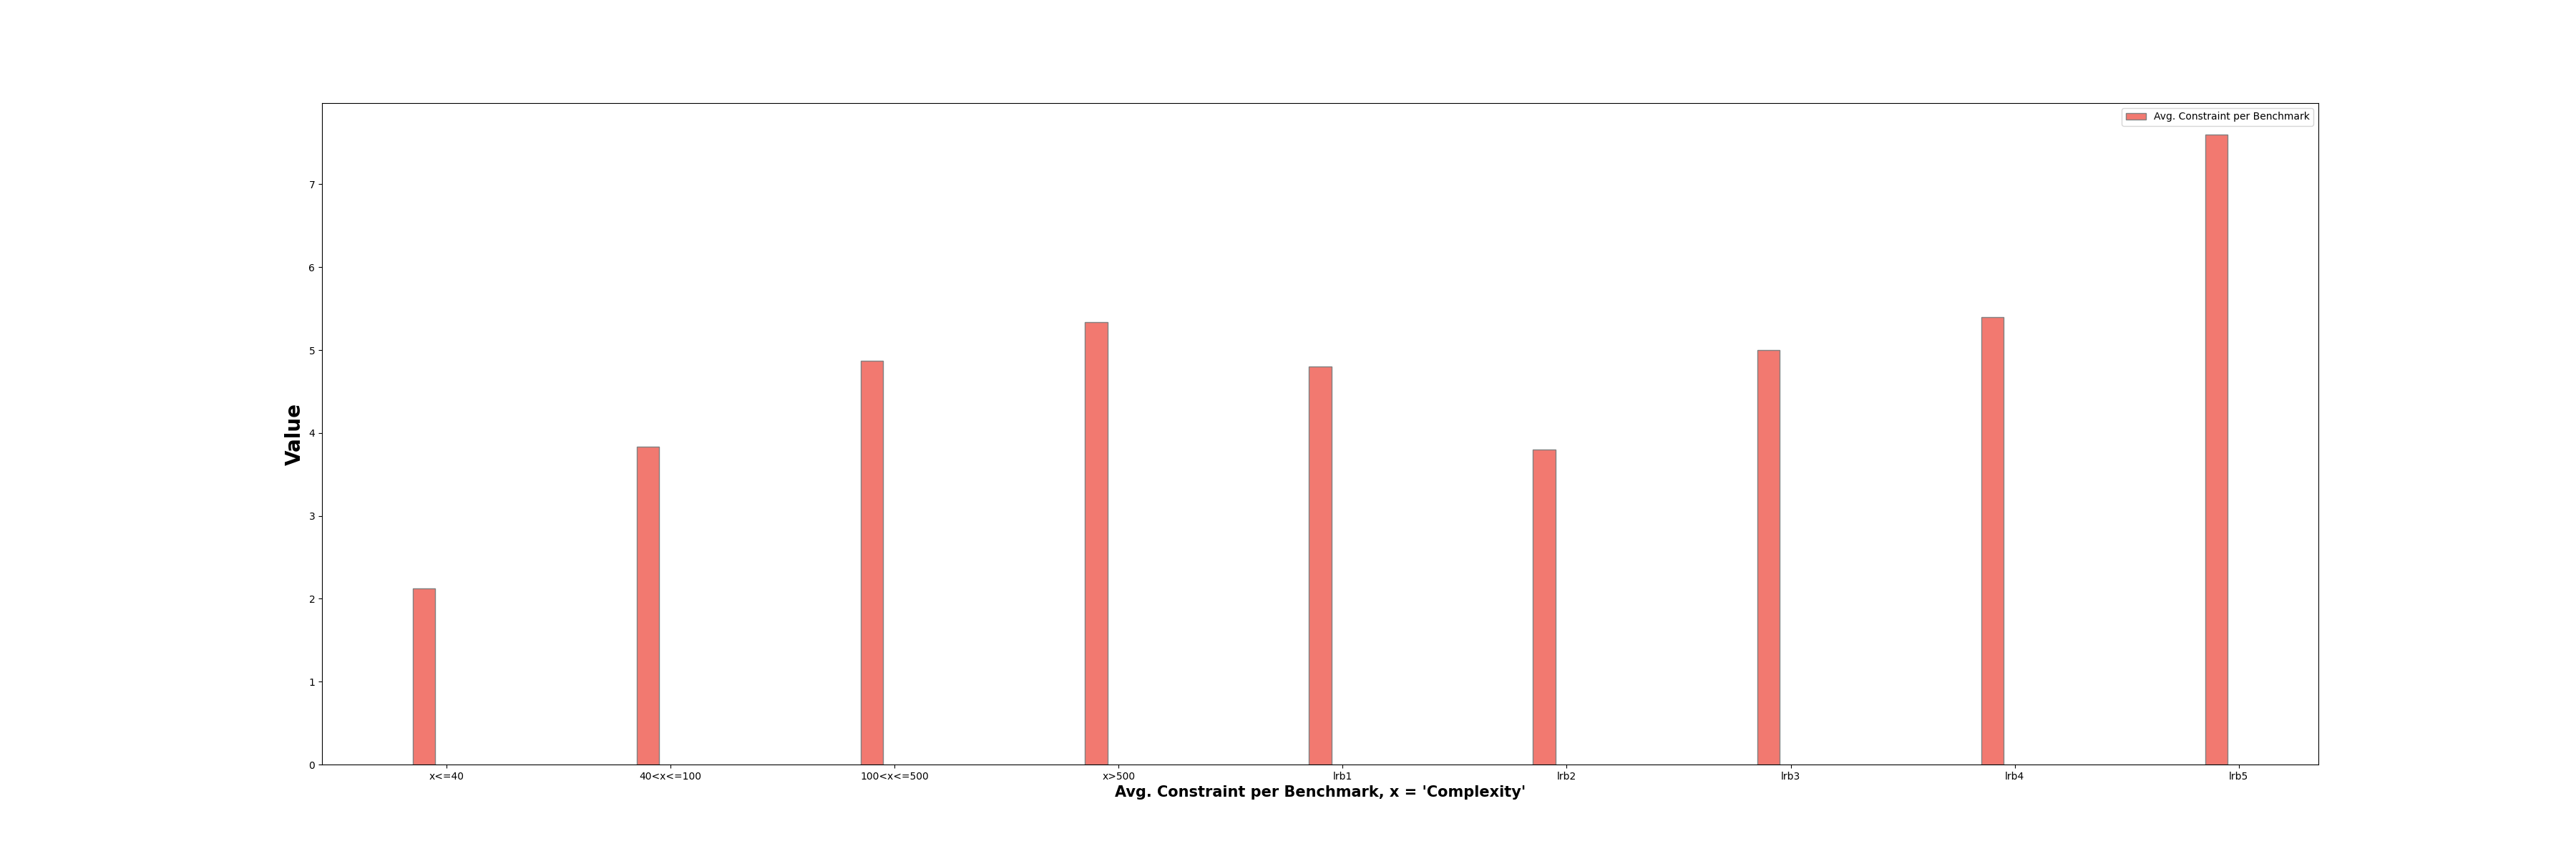 Avg. Constraint per Benchmark
Value
7
6
5
4
3
2
1
0
x<=40 40<x<=100 100<x<=500 x>500 lrb1 lrb2 lrb3 lrb4 lrb5
Avg. Constraint per Benchmark, x = 'Complexity'